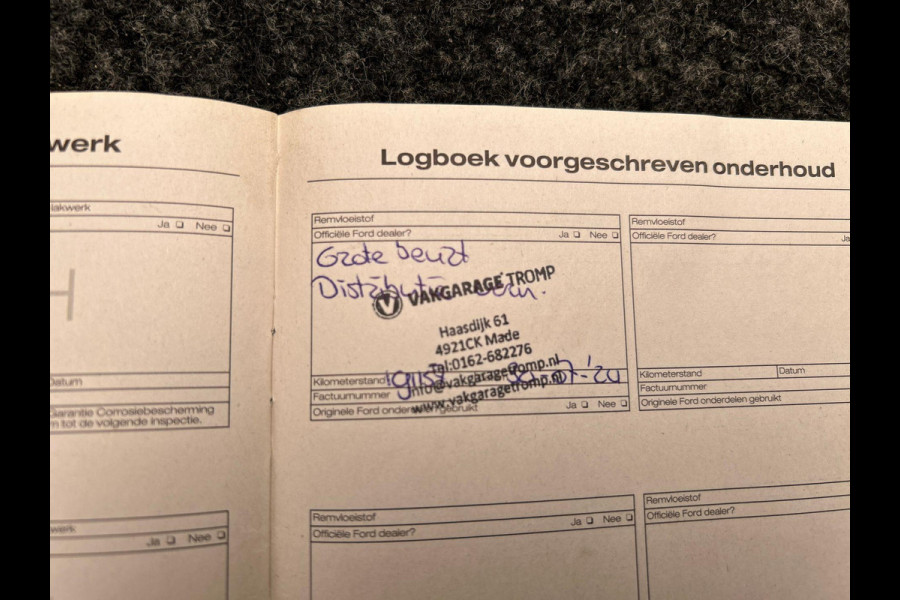 werk
Logboek voorgeschreven onderhoud
lakwerk
Ja Nee
Datum
Garantie Corrosiebescherming
m tot de volgende inspectie.
werk
Ja Nee
Remvloeistof
Officiële Ford dealer? Ja Nee
Grote beurt
Distributie
V VAKGARAGE TROMP
Haasdijk 61
4921CK Made
Tel:0162-682276
info@vakgaragetromp.nl
www.vakgaragetromp.nl
Kilometerstand
Factuurnummer
Originele Ford onderdelen gebruikt Ja Nee
Remvloeistof
Officiële Ford dealer? Ja
Kilometerstand Datum
Factuurnummer
Originele Ford onderdelen gebruikt
Remvloeistof
Officiële Ford dealer? Ja Nee
Remvloeistof
Officiële Ford dealer?